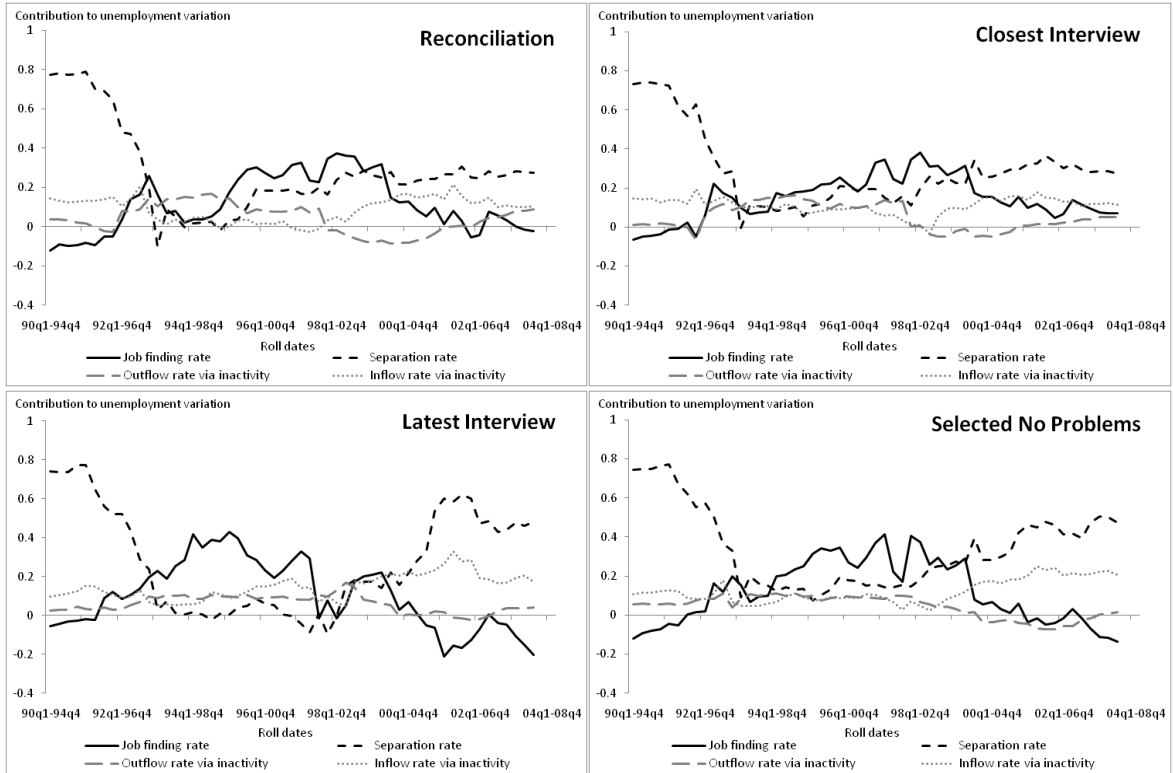 Contribution to unemployment variation
Reconciliation
1
0.8
0.6
0.4
0.2
0
-0.2
-0.4
90q1-94q4 92q1-96q4 94q1-98q4 96q1-00q4 98q1-02q4 00q1-04q4 02q1-06q4 04q1-08q4
Roll dates
Job finding rate Separation rate
Outflow rate via inactivity Inflow rate via inactivity
Contribution to unemployment variation
Closest Interview
1
0.8
0.6
0.4
0.2
0
-0.2
-0.4
90q1-94q4 92q1-96q4 94q1-98q4 96q1-00q4 98q1-02q4 00q1-04q4 02q1-06q4 04q1-08q4
Roll dates
Job finding rate Separation rate
Outflow rate via inactivity Inflow rate via inactivity
Contribution to unemployment variation
Latest Interview
1
0.8
0.6
0.4
0.2
0
-0.2
-0.4
90q1-94q4 92q1-96q4 94q1-98q4 96q1-00q4 98q1-02q4 00q1-04q4 02q1-06q4 04q1-08q4
Roll dates
Job finding rate Separation rate
Outflow rate via inactivity Inflow rate via inactivity
Contribution to unemployment variation
Selected No Problems
1
0.8
0.6
0.4
0.2
0
-0.2
-0.4
90q1-94q4 92q1-96q4 94q1-98q4 96q1-00q4 98q1-02q4 00q1-04q4 02q1-06q4 04q1-08q4
Roll dates
Job finding rate Separation rate
Outflow rate via inactivity Inflow rate via inactivity